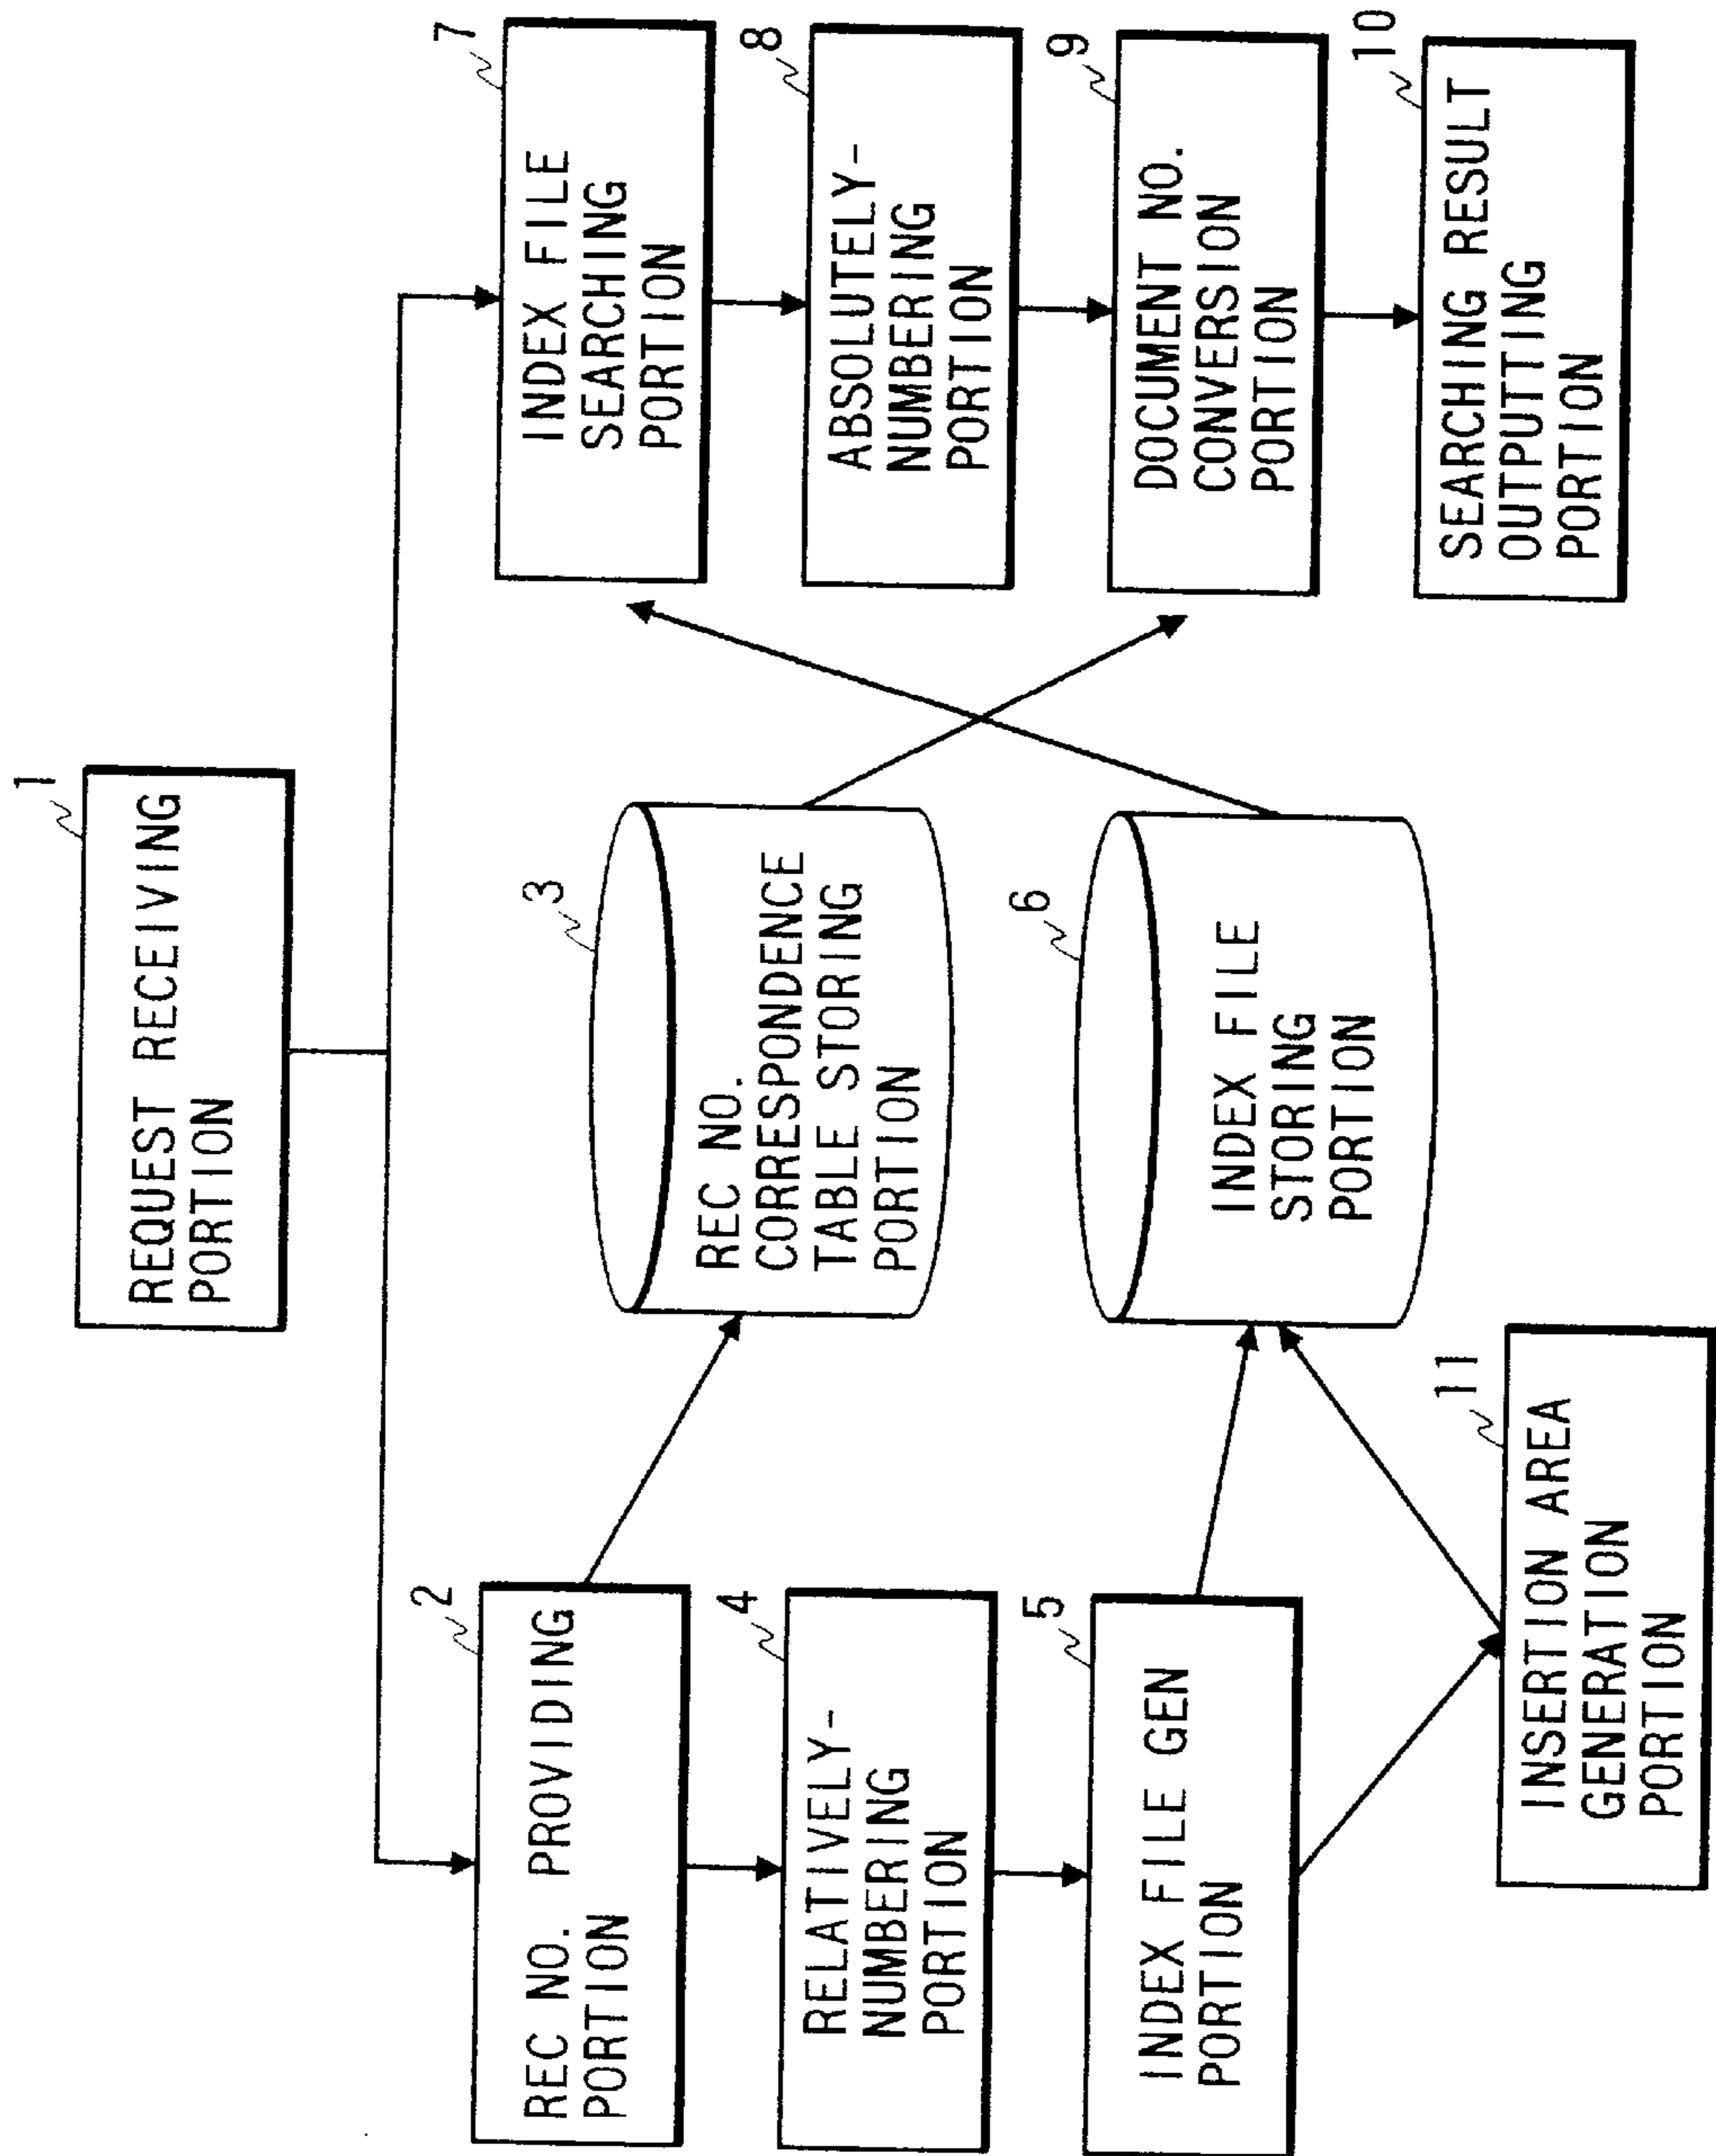 1
REQUEST RECEIVING
PORTION
2
REC NO. PROVIDING
PORTION
4
RELATIVELY-
NUMBERING
PORTION
5
INDEX FILE GEN
PORTION
11
INSERTION AREA
GENERATION
PORTION
3
REC NO.
CORRESPONDENCE
TABLE STORING
PORTION
6
INDEX FILE
STORING
PORTION
7
INDEX FILE
SEARCHING
PORTION
8
ABSOLUTELY-
NUMBERING
PORTION
9
DOCUMENT NO.
CONVERSION
PORTION
10
SEARCHING RESULT
OUTPUTTING
PORTION